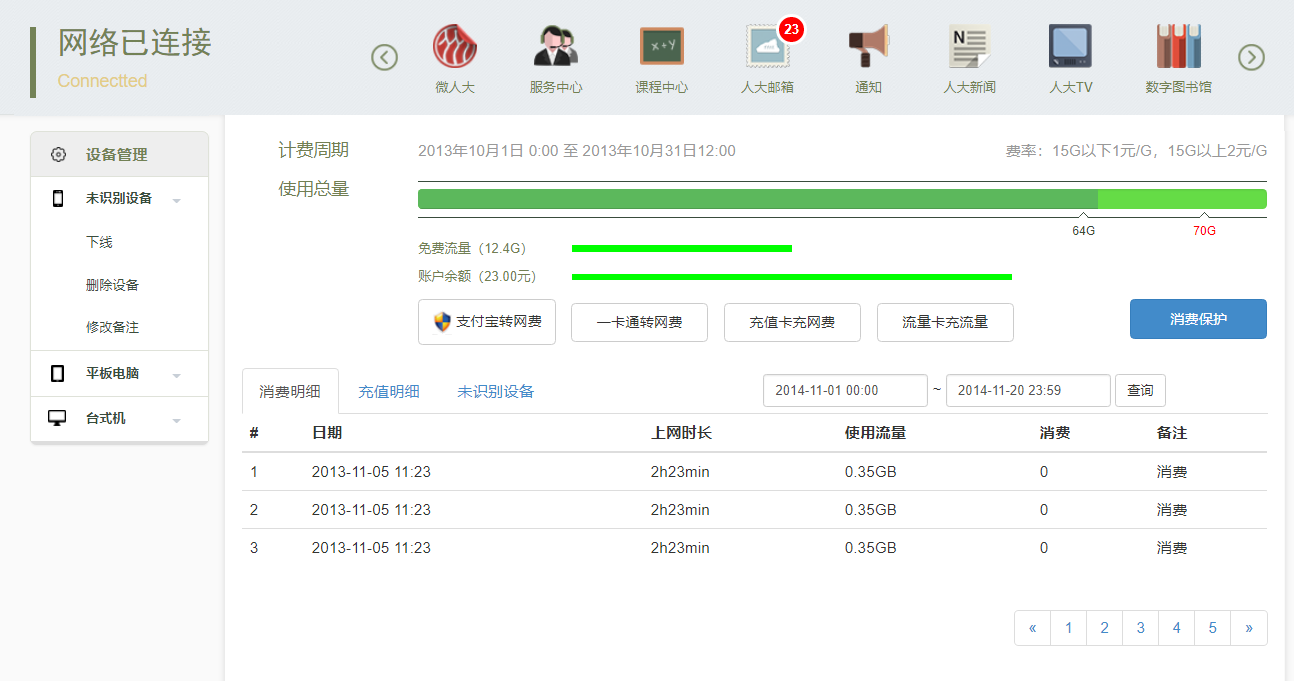 网络已连接
Connectted
微人大
服务中心
x+y
课程中心
23
人大邮箱
通知
N
人大新闻
人大TV
数字图书馆
设备管理
未识别设备
下线
删除设备
修改备注
平板电脑
台式机
计费周期 2013年10月1日 0:00 至 2013年10月31日12:00 费率：15G以下1元/G，15G以上2元/G
使用总量
64G 70G
免费流量（12.4G）
账户余额（23.00元）
支付宝转网费 一卡通转网费 充值卡充网费 流量卡充流量 消费保护
消费明细 充值明细 未识别设备 2014-11-01 00:00 ~ 2014-11-20 23:59 查询
# 日期 上网时长 使用流量 消费 备注
1 2013-11-05 11:23 2h23min 0.35GB 0 消费
2 2013-11-05 11:23 2h23min 0.35GB 0 消费
3 2013-11-05 11:23 2h23min 0.35GB 0 消费
« 1 2 3 4 5 »